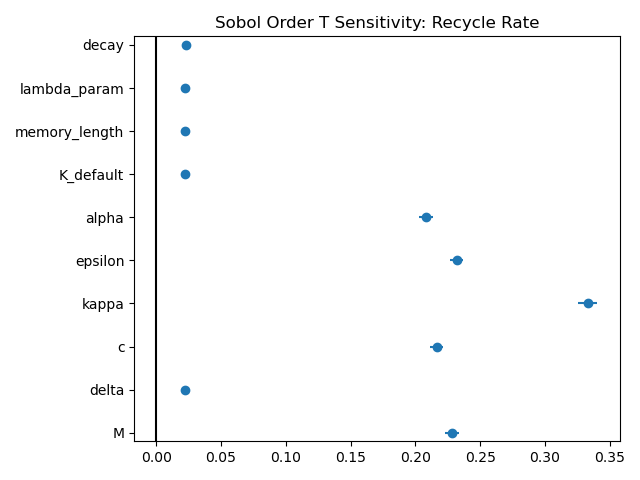 Sobol Order T Sensitivity: Recycle Rate
decay
lambda_param
memory_length
K_default
alpha
epsilon
kappa
c
delta
M
0.00 0.05 0.10 0.15 0.20 0.25 0.30 0.35